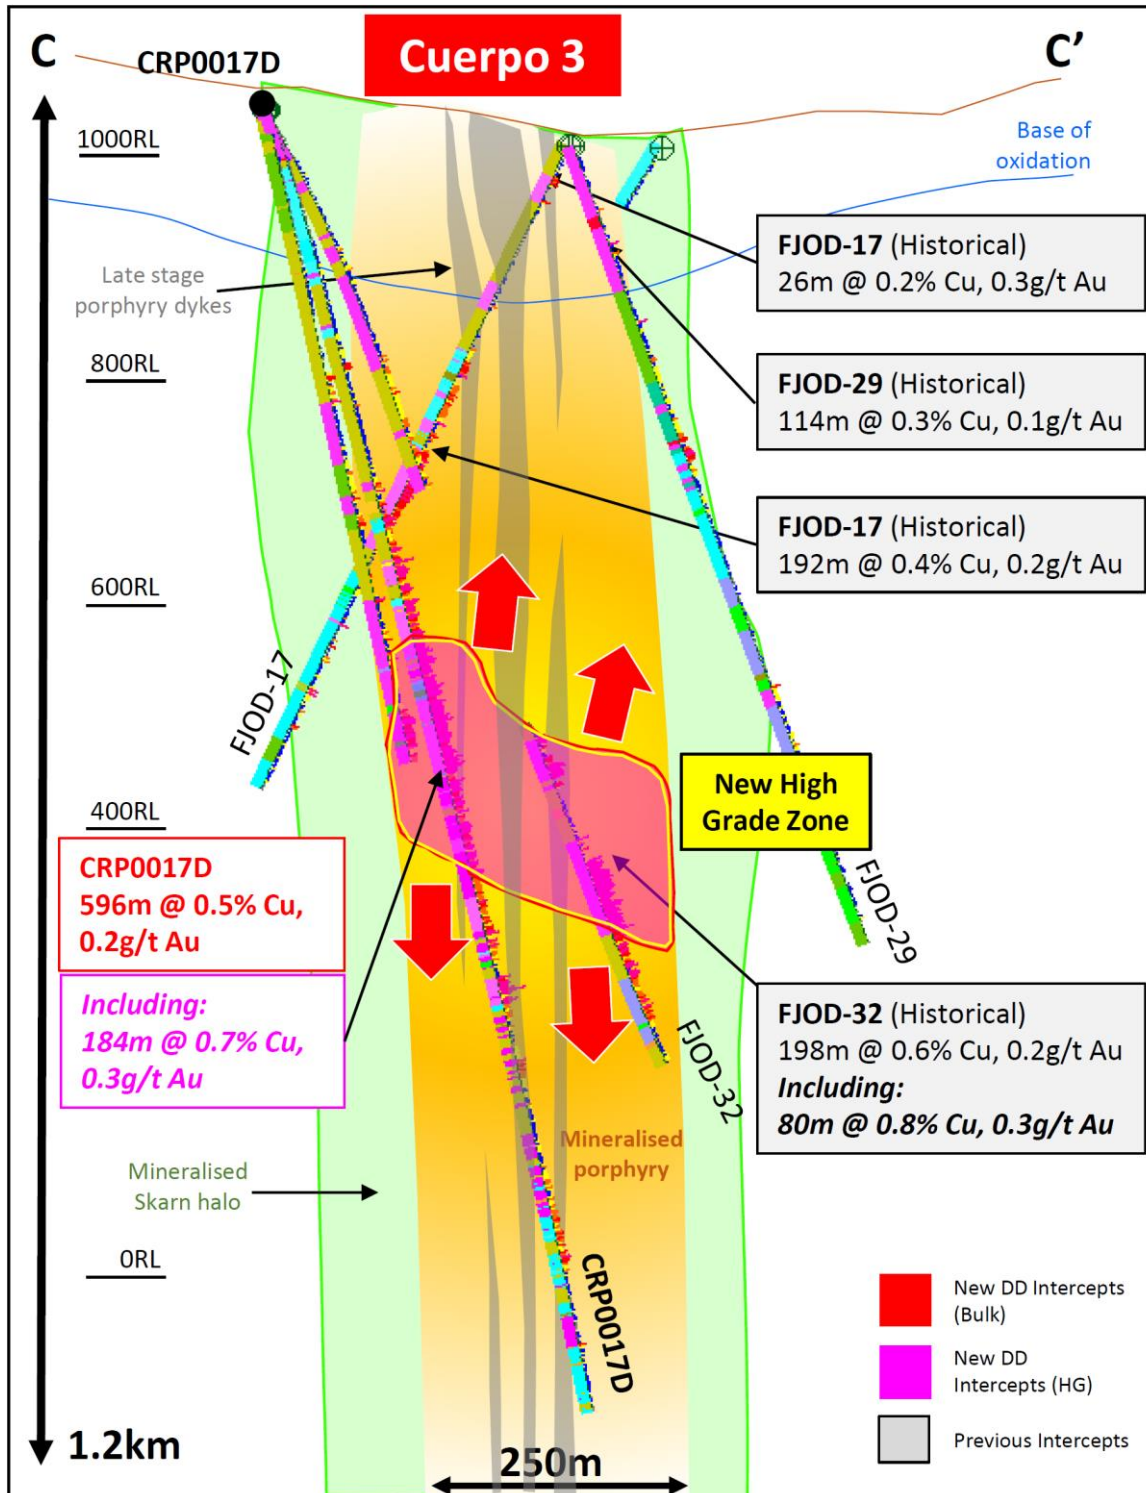 C
Cuerpo 3
C’
CRP0017D
1000RL
Base of
oxidation
FJOD-17 (Historical)
26m @ 0.2% Cu, 0.3g/t Au
Late stage
porphyry dykes
800RL
FJOD-29 (Historical)
114m @ 0.3% Cu, 0.1g/t Au
FJOD-17 (Historical)
192m @ 0.4% Cu, 0.2g/t Au
600RL
FJOD-17
New High
Grade Zone
400RL
CRP0017D
596m @ 0.5% Cu,
0.2g/t Au
FJOD-29
Including:
184m @ 0.7% Cu,
0.3g/t Au
FJOD-32 (Historical)
198m @ 0.6% Cu, 0.2g/t Au
Including:
80m @ 0.8% Cu, 0.3g/t Au
FJOD-32
Mineralised
porphyry
Mineralised
Skarn halo
0RL
CRP0017D
New DD Intercepts
(Bulk)
New DD
Intercepts (HG)
Previous Intercepts
1.2km
250m